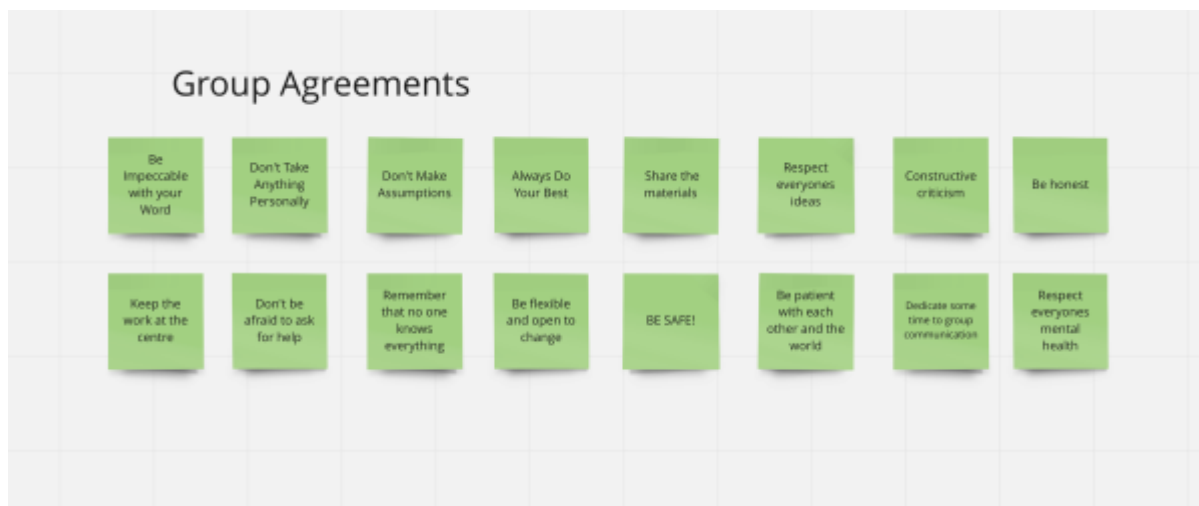 Group Agreements
Be
Impeccable
with your
Word
Don't Take
Anything
Personally
Don't Make
Assumptions
Always Do
Your Best
Share the
materials
Respect
everyones
ideas
Constructive
criticism
Be honest
Keep the
work at the
centre
Don't be
afraid to ask
for help
Remember
that no one
knows
everything
Be flexible
and open to
change
BE SAFE!
Be patient
with each
other and the
world
Dedicate some
time to group
communication
Respect
everyones
mental
health